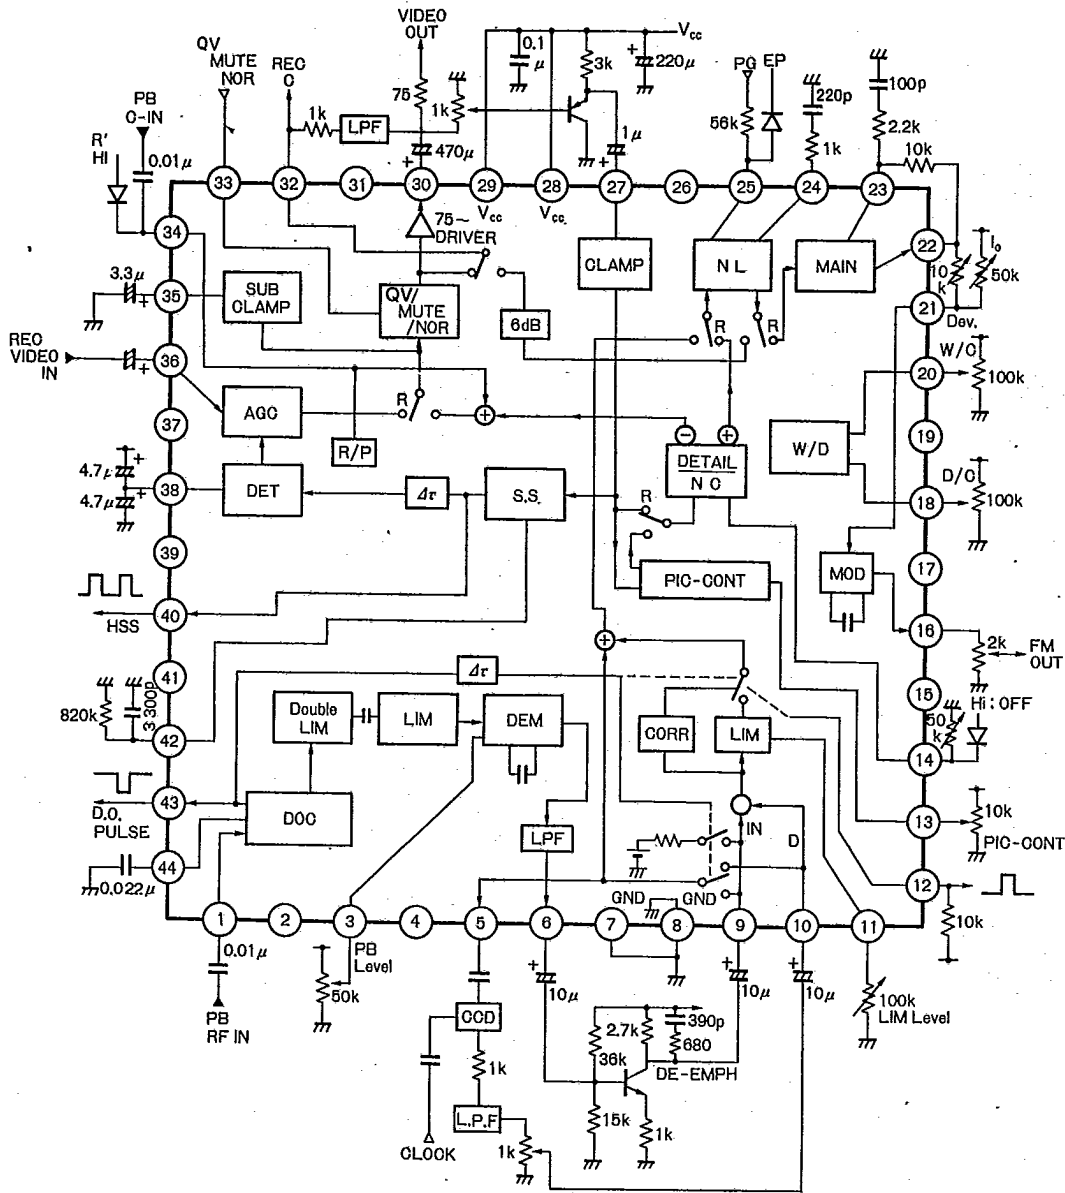 VIDEO
OUT
Vcc
QV
MUTE
NOR
REC
C
0.1
μ
3k
220μ
PG EP
220p
100p
PB
C-IN
75
1k
LPF
1k
56k
2.2k
R'
HI
0.01μ
470μ
1μ
1k
10k
33
32
31
30
29
28
27
26
25
24
23
Vcc
Vcc
34
75~
DRIVER
22
Io
3.3μ
35
SUB
CLAMP
CLAMP
NL
MAIN
10
k
50k
QV/
MUTE
/NOR
6dB
R
R
21
Dev.
REC
VIDEO
IN
36
W/C
20
100k
AGC
R
37
R/P
19
W/D
4.7μ
4.7μ
38
DET
Δτ
S.S.
DETAIL
NC
D/C
18
100k
R
39
17
PIC-CONT
MOD
HSS
40
16
2k
FM
OUT
41
Δτ
15
Hi:OFF
820k
3 300p
42
Double
LIM
LIM
DEM
CORR
LIM
50
k
14
D.O.
PULSE
43
DOC
IN
D
10k
13
PIC-CONT
LPF
44
0.022μ
GND
GND
12
1
2
3
4
5
6
7
8
9
10
11
10k
0.01μ
PB
Level
50k
PB
RF IN
10μ
10μ
10μ
100k
LIM Level
CCD
2.7k
390p
36k
680
1k
DE-EMPH
L.P.F
15k
1k
CLOCK
1k